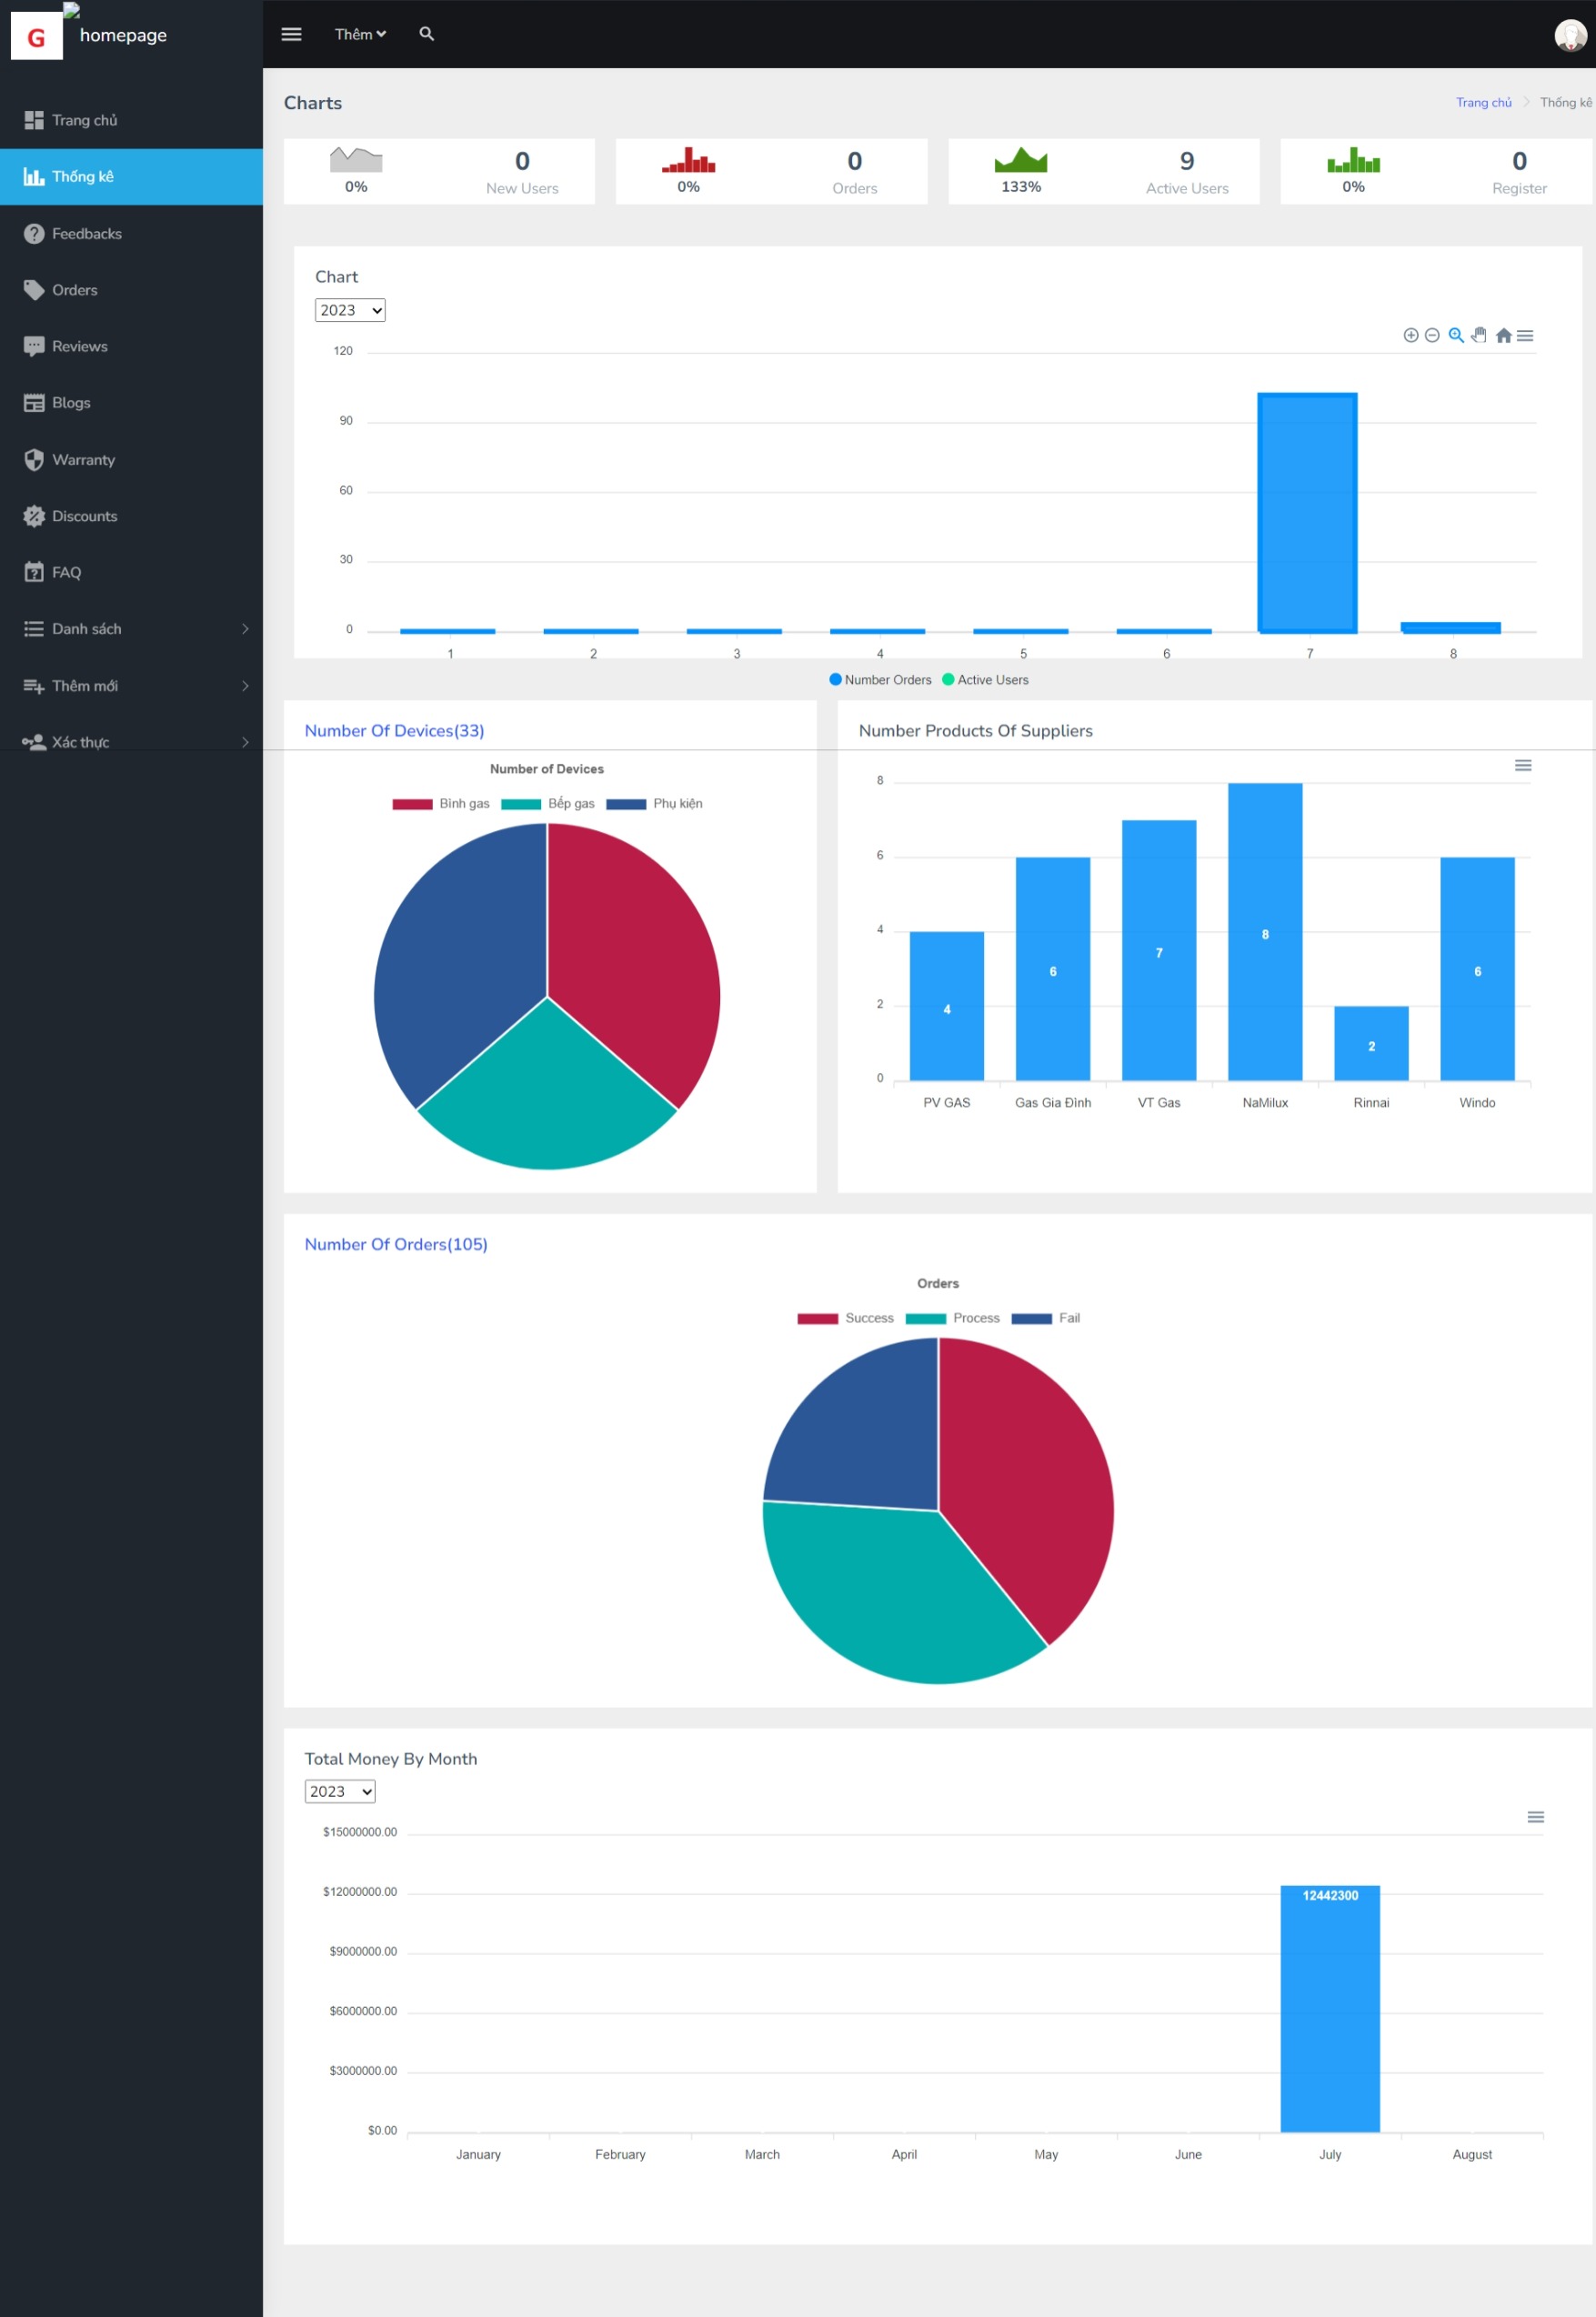 G
homepage
Thêm
Trang chủ
Thống kê
Feedbacks
Orders
Reviews
Blogs
Warranty
Discounts
FAQ
Danh sách
Thêm mới
Xác thực
Charts
Trang chủ > Thống kê
0%
0
New Users
0%
0
Orders
133%
9
Active Users
0%
0
Register
Chart
2023
120
90
60
30
0
1 2 3 4 5 6 7 8
Number Orders Active Users
Number Of Devices(33)
Number of Devices
Bình gas Bếp gas Phụ kiện
Number Products Of Suppliers
8
6
4
2
0
4 6 7 8 2 6
PV GAS Gas Gia Đình VT Gas NaMilux Rinnai Windo
Number Of Orders(105)
Orders
Success Process Fail
Total Money By Month
2023
$15000000.00
$12000000.00
$9000000.00
$6000000.00
$3000000.00
$0.00
12442300
January February March April May June July August